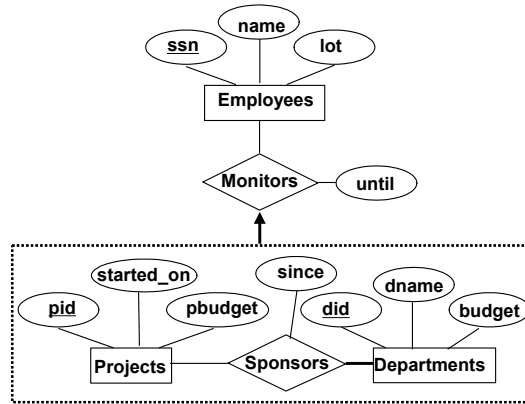 name
ssn
lot
Employees
Monitors
until
started_on
since
dname
pid
pbudget
did
budget
Projects
Sponsors
Departments